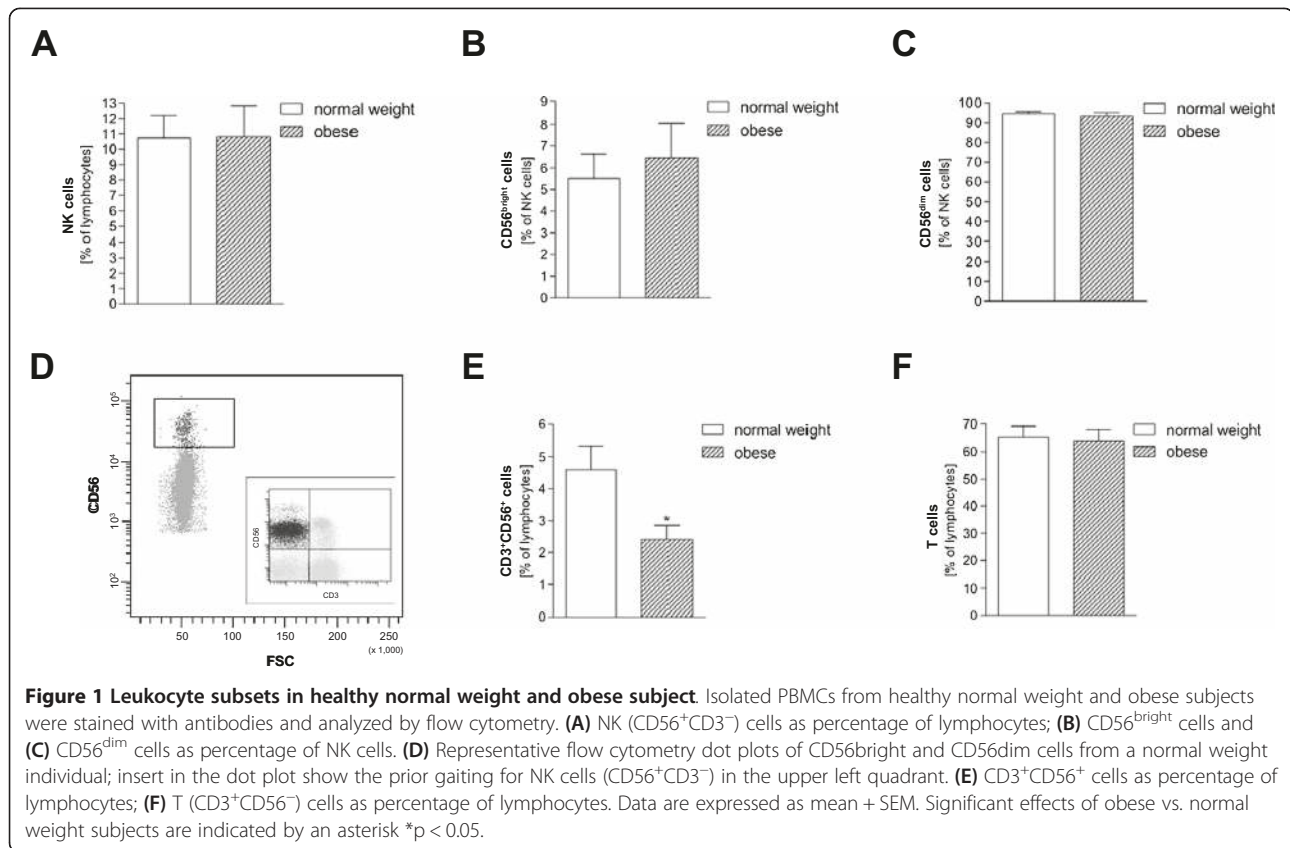 A
13
12
11
10
9
8
7
6
5
4
3
2
1
0
NK cells
[% of lymphocytes]
normal weight
obese
B
9
8
7
6
5
4
3
2
1
0
CD56bright cells
[% of NK cells]
normal weight
obese
C
100
90
80
70
60
50
40
30
20
10
0
CD56dim cells
[% of NK cells]
normal weight
obese
D
10⁵
10⁴
10³
10²
CD56
50 100 150 200 250
(x 1,000)
FSC
CD56
CD3
E
6
5
4
3
2
1
0
CD3⁺CD56⁺ cells
[% of lymphocytes]
*
normal weight
obese
F
70
60
50
40
30
20
10
0
T cells
[% of lymphocytes]
normal weight
obese
Figure 1 Leukocyte subsets in healthy normal weight and obese subject. Isolated PBMCs from healthy normal weight and obese subjects
were stained with antibodies and analyzed by flow cytometry. (A) NK (CD56⁺CD3⁻) cells as percentage of lymphocytes; (B) CD56bright cells and
(C) CD56dim cells as percentage of NK cells. (D) Representative flow cytometry dot plots of CD56bright and CD56dim cells from a normal weight
individual; insert in the dot plot show the prior gaiting for NK cells (CD56⁺CD3⁻) in the upper left quadrant. (E) CD3⁺CD56⁺ cells as percentage of
lymphocytes; (F) T (CD3⁺CD56⁻) cells as percentage of lymphocytes. Data are expressed as mean + SEM. Significant effects of obese vs. normal
weight subjects are indicated by an asterisk *p < 0.05.